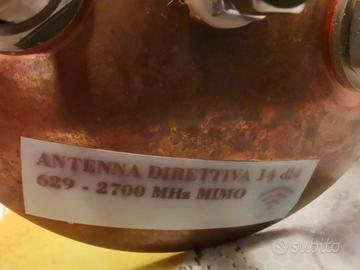 ANTENNA DIRETTIVA 14 dbi
629 - 2700 MHz MIMO
subito